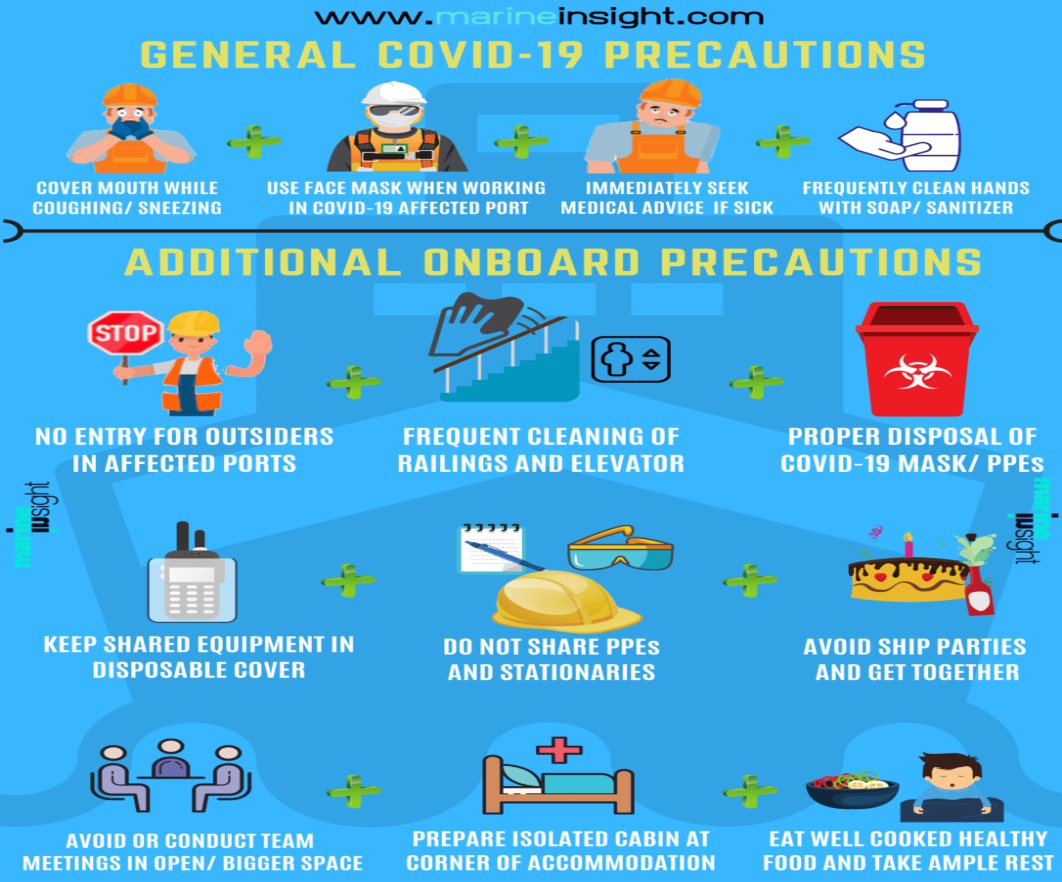 www.marineinsight.com
GENERAL COVID-19 PRECAUTIONS
COVER MOUTH WHILE
COUGHING/ SNEEZING
USE FACE MASK WHEN WORKING
IN COVID-19 AFFECTED PORT
IMMEDIATELY SEEK
MEDICAL ADVICE IF SICK
FREQUENTLY CLEAN HANDS
WITH SOAP/ SANITIZER
ADDITIONAL ONBOARD PRECAUTIONS
STOP
NO ENTRY FOR OUTSIDERS
IN AFFECTED PORTS
FREQUENT CLEANING OF
RAILINGS AND ELEVATOR
PROPER DISPOSAL OF
COVID-19 MASK/ PPEs
marine
insight
marine
insight
KEEP SHARED EQUIPMENT IN
DISPOSABLE COVER
DO NOT SHARE PPEs
AND STATIONARIES
AVOID SHIP PARTIES
AND GET TOGETHER
AVOID OR CONDUCT TEAM
MEETINGS IN OPEN/ BIGGER SPACE
PREPARE ISOLATED CABIN AT
CORNER OF ACCOMMODATION
EAT WELL COOKED HEALTHY
FOOD AND TAKE AMPLE REST